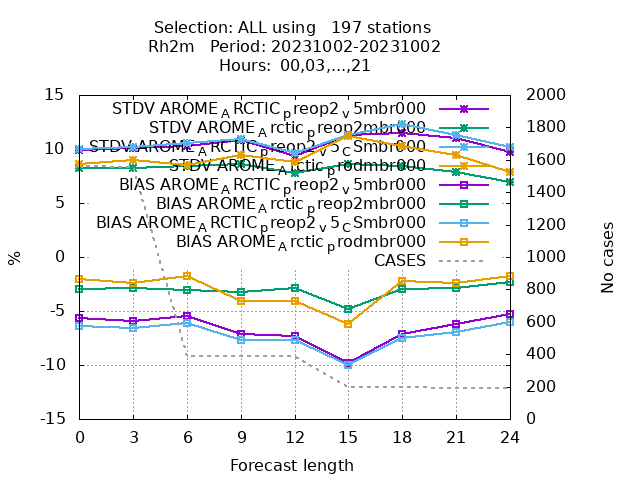 Selection: ALL using   197 stations
Rh2m   Period: 20231002-20231002
Hours:  00,03,...,21
15
10
5
0
-5
-10
-15
%
STDV AROME_ARCTIC_preop2_v5mbr000
STDV AROME_Arctic_preop2mbr000
STDV AROME_ARCTIC_preop2_v5_CSmbr000
STDV AROME_Arctic_prodmbr000
BIAS AROME_ARCTIC_preop2_v5mbr000
BIAS AROME_Arctic_preop2mbr000
BIAS AROME_ARCTIC_preop2_v5_CSmbr000
BIAS AROME_Arctic_prodmbr000
CASES
2000
1800
1600
1400
1200
1000
800
600
400
200
0
No cases
0 3 6 9 12 15 18 21 24
Forecast length